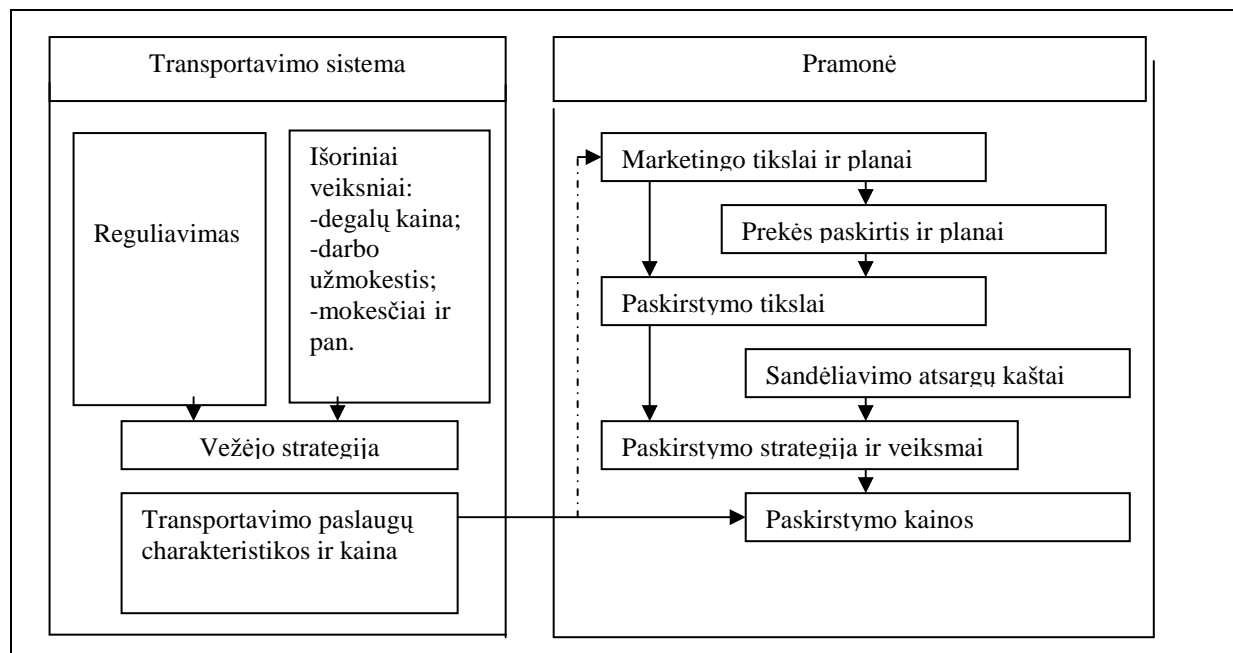 Transportavimo sistema
Reguliavimas
Išoriniai
veiksniai:
-degalų kaina;
-darbo
užmokestis;
-mokesčiai ir
pan.
Vežėjo strategija
Transportavimo paslaugų
charakteristikos ir kaina
Pramonė
Marketingo tikslai ir planai
Prekės paskirtis ir planai
Paskirstymo tikslai
Sandėliavimo atsargų kaštai
Paskirstymo strategija ir veiksmai
Paskirstymo kainos